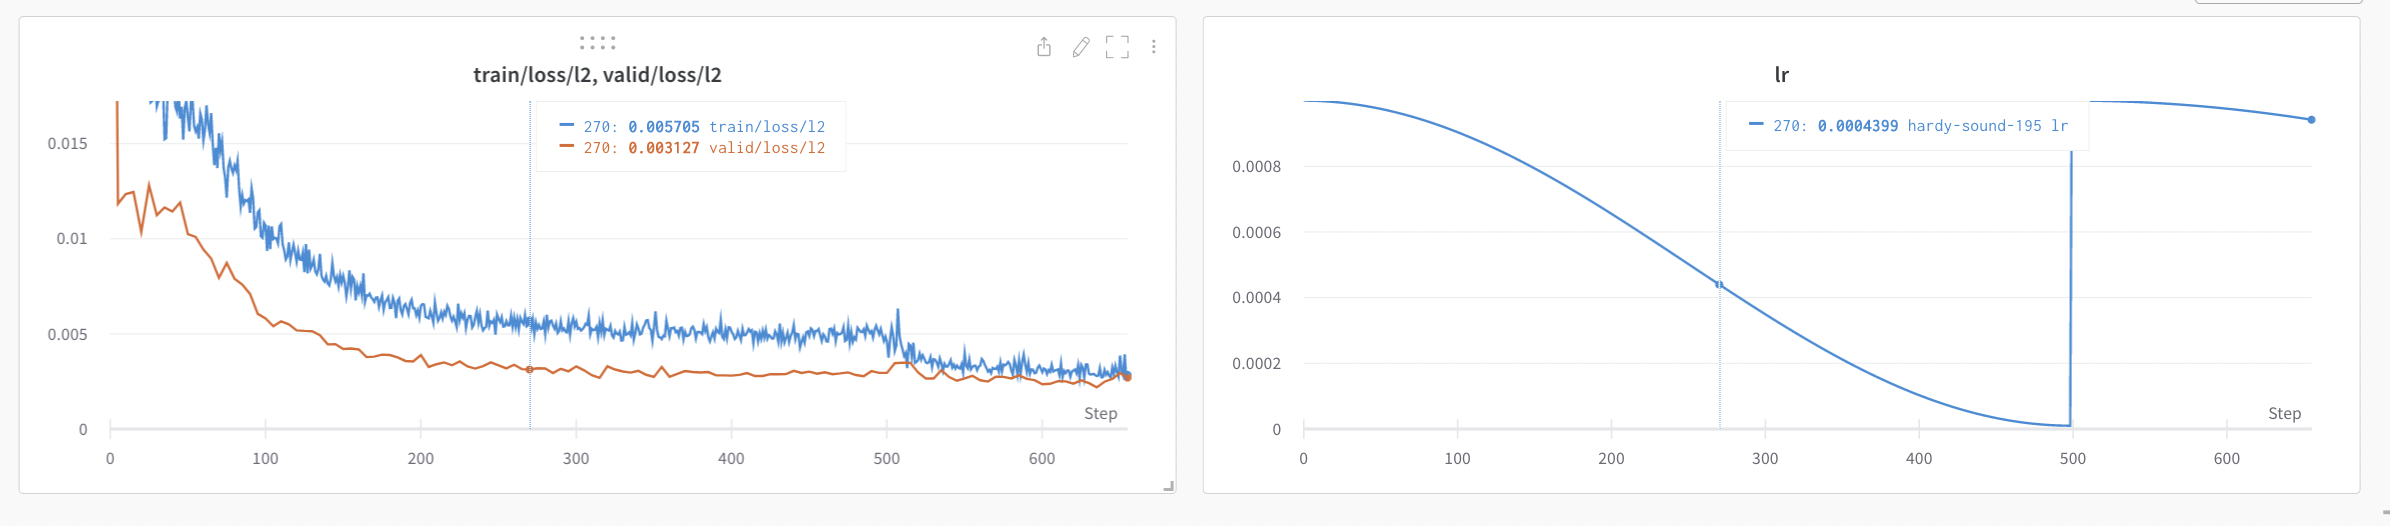 train/loss/l2, valid/loss/l2
270: 0.005705 train/loss/l2
270: 0.003127 valid/loss/l2
0.015
0.01
0.005
0
Step
0 100 200 300 400 500 600
lr
270: 0.0004399 hardy-sound-195 lr
0.0008
0.0006
0.0004
0.0002
0
Step
0 100 200 300 400 500 600